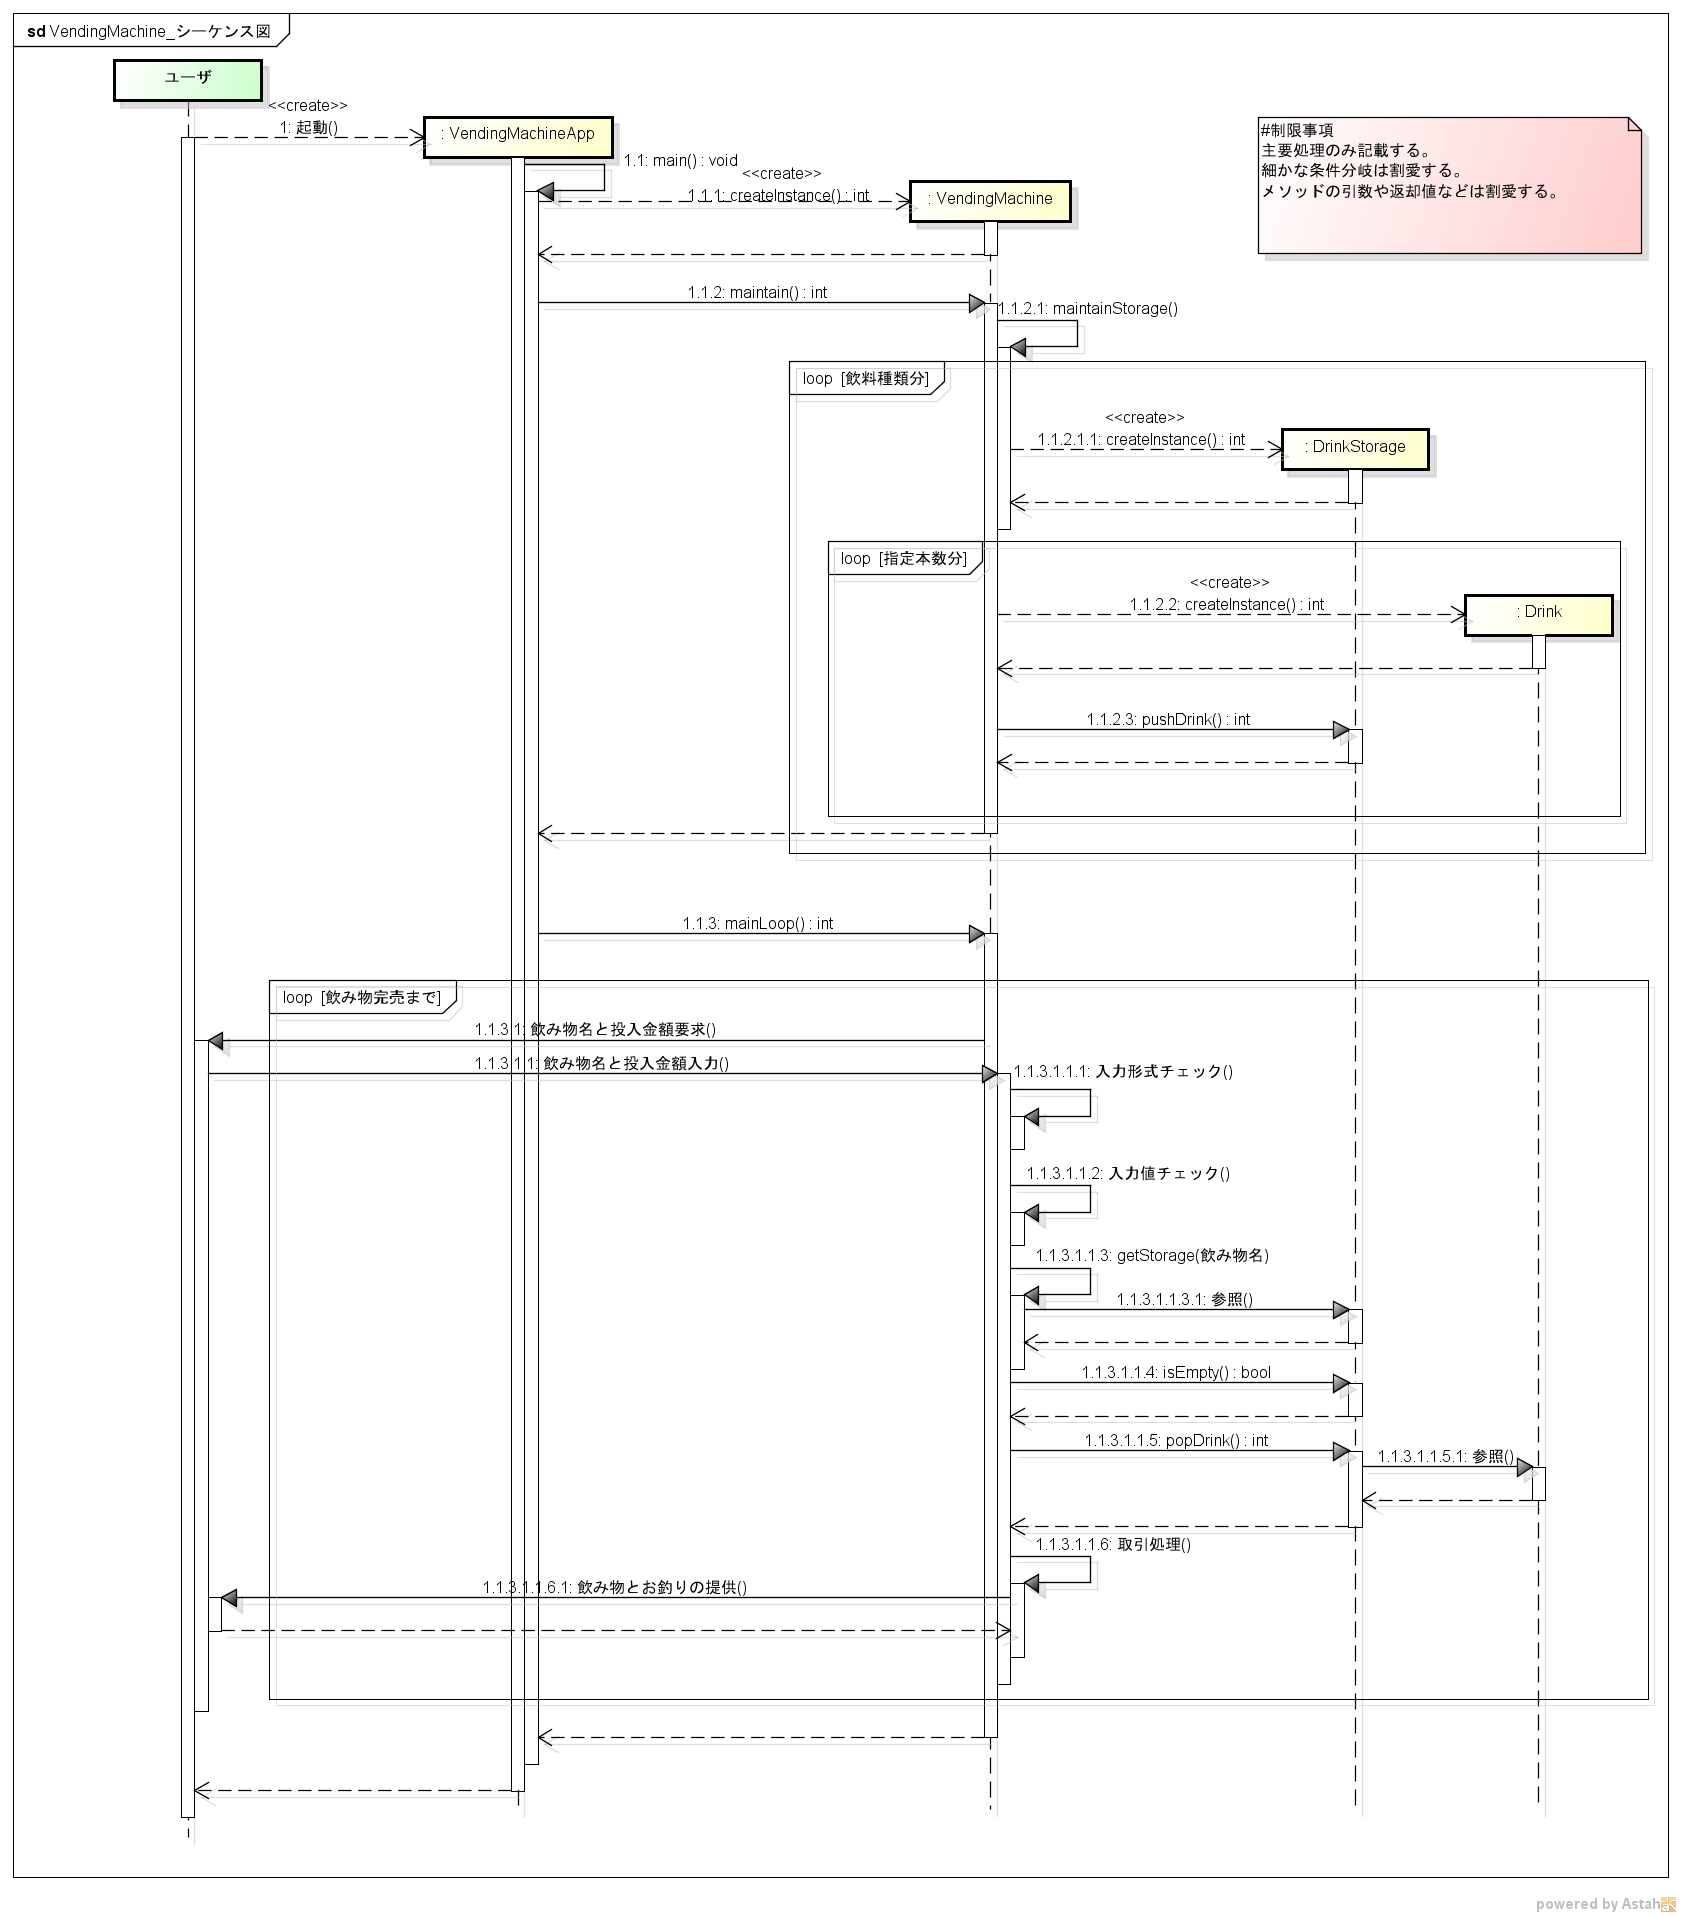 sd VendingMachine_シーケンス図
ユーザ
<<create>>
1: 起動()
: VendingMachineApp
#制限事項
主要処理のみ記載する。
細かな条件分岐は割愛する。
メソッドの引数や返却値などは割愛する。
1.1: main() : void
<<create>>
1.1.1: createInstance() : int
: VendingMachine
1.1.2: maintain() : int
1.1.2.1: maintainStorage()
loop [飲料種類分]
<<create>>
1.1.2.1.1: createInstance() : int
: DrinkStorage
loop [指定本数分]
<<create>>
1.1.2.2: createInstance() : int
: Drink
1.1.2.3: pushDrink() : int
1.1.3: mainLoop() : int
loop [飲み物完売まで]
1.1.3.1: 飲み物名と投入金額要求()
1.1.3.1.1: 飲み物名と投入金額入力()
1.1.3.1.1.1: 入力形式チェック()
1.1.3.1.1.2: 入力値チェック()
1.1.3.1.1.3: getStorage(飲み物名)
1.1.3.1.1.3.1: 参照()
1.1.3.1.1.4: isEmpty() : bool
1.1.3.1.1.5: popDrink() : int
1.1.3.1.1.5.1: 参照()
1.1.3.1.1.6: 取引処理()
1.1.3.1.1.6.1: 飲み物とお釣りの提供()
powered by Astah